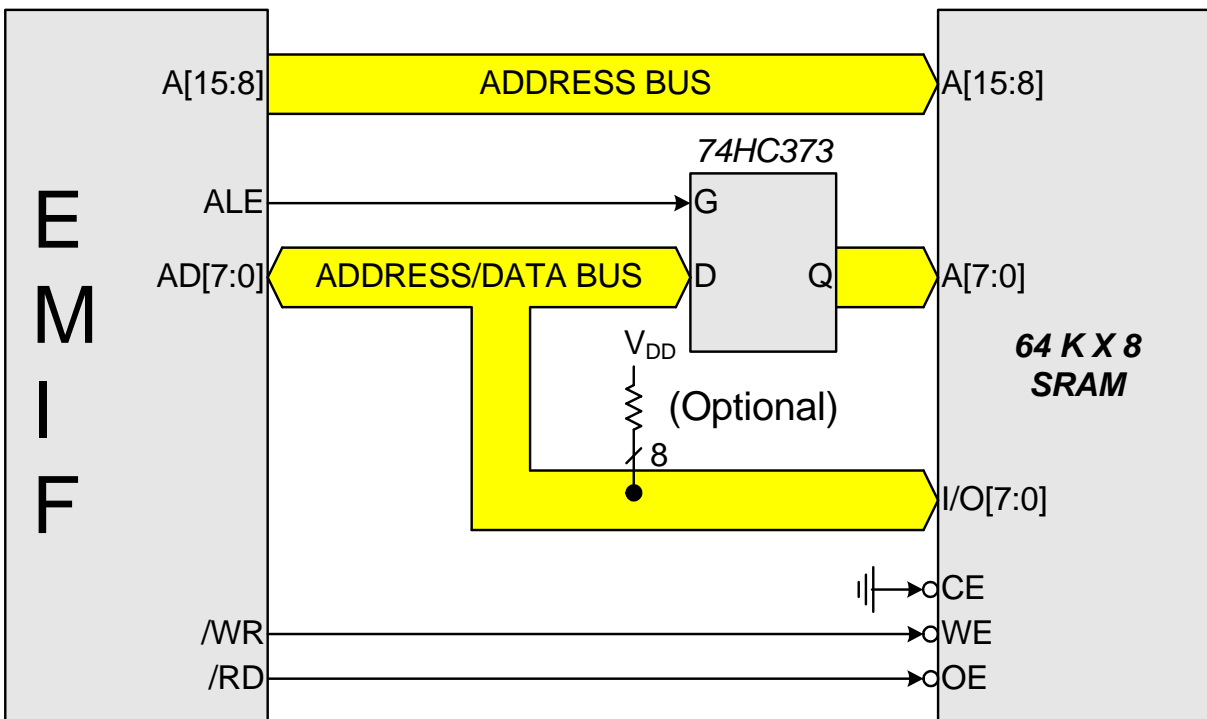 A[15:8]
ADDRESS BUS
A[15:8]
74HC373
ALE
G
AD[7:0]
ADDRESS/DATA BUS
D
Q
A[7:0]
E
M
I
F
VDD
(Optional)
8
64 K X 8
SRAM
I/O[7:0]
CE
/WR
WE
/RD
OE